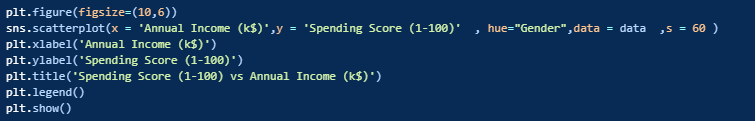 plt.figure(figsize=(10,6))
sns.scatterplot(x = 'Annual Income (k$)',y = 'Spending Score (1-100)'  , hue="Gender",data = data  ,s = 60 )
plt.xlabel('Annual Income (k$)')
plt.ylabel('Spending Score (1-100)')
plt.title('Spending Score (1-100) vs Annual Income (k$)')
plt.legend()
plt.show()